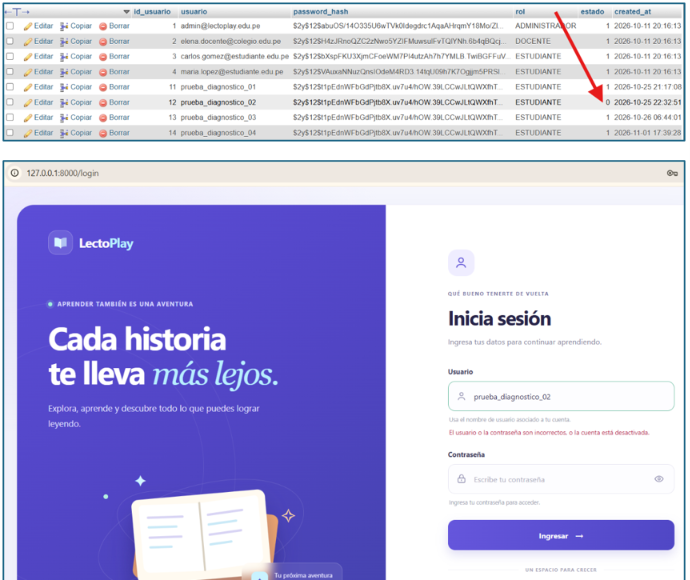 id_usuario usuario password_hash rol estado created_at
Editar Copiar Borrar 1 admin@lectoplay.edu.pe ADMINISTRADOR 1 2026-10-11 20:16:13
Editar Copiar Borrar 2 elena.docente@colegio.edu.pe DOCENTE 1 2026-10-11 20:16:13
Editar Copiar Borrar 3 carlos.gomez@estudiante.edu.pe ESTUDIANTE 1 2026-10-11 20:16:13
Editar Copiar Borrar 4 maria.lopez@estudiante.edu.pe ESTUDIANTE 1 2026-10-11 20:16:13
Editar Copiar Borrar 11 prueba_diagnostico_01 ESTUDIANTE 1 2026-10-25 21:17:08
Editar Copiar Borrar 12 prueba_diagnostico_02 ESTUDIANTE 0 2026-10-25 22:32:51
Editar Copiar Borrar 13 prueba_diagnostico_03 ESTUDIANTE 1 2026-10-26 06:44:01
Editar Copiar Borrar 14 prueba_diagnostico_04 ESTUDIANTE 1 2026-11-01 17:39:28
127.0.0.1:8000/login
LectoPlay
APRENDER TAMBIÉN ES UNA AVENTURA
Cada historia
te lleva más lejos.
Explora, aprende y descubre todo lo que puedes lograr
leyendo.
Tu próxima aventura
QUÉ BUENO TENERTE DE VUELTA
Inicia sesión
Ingresa tus datos para continuar aprendiendo.
Usuario
prueba_diagnostico_02
Usa el nombre de usuario asociado a tu cuenta.
El usuario o la contraseña son incorrectos, o la cuenta está desactivada.
Contraseña
Escribe tu contraseña
Ingresa tu contraseña para acceder.
Ingresar →
UN ESPACIO PARA CRECER